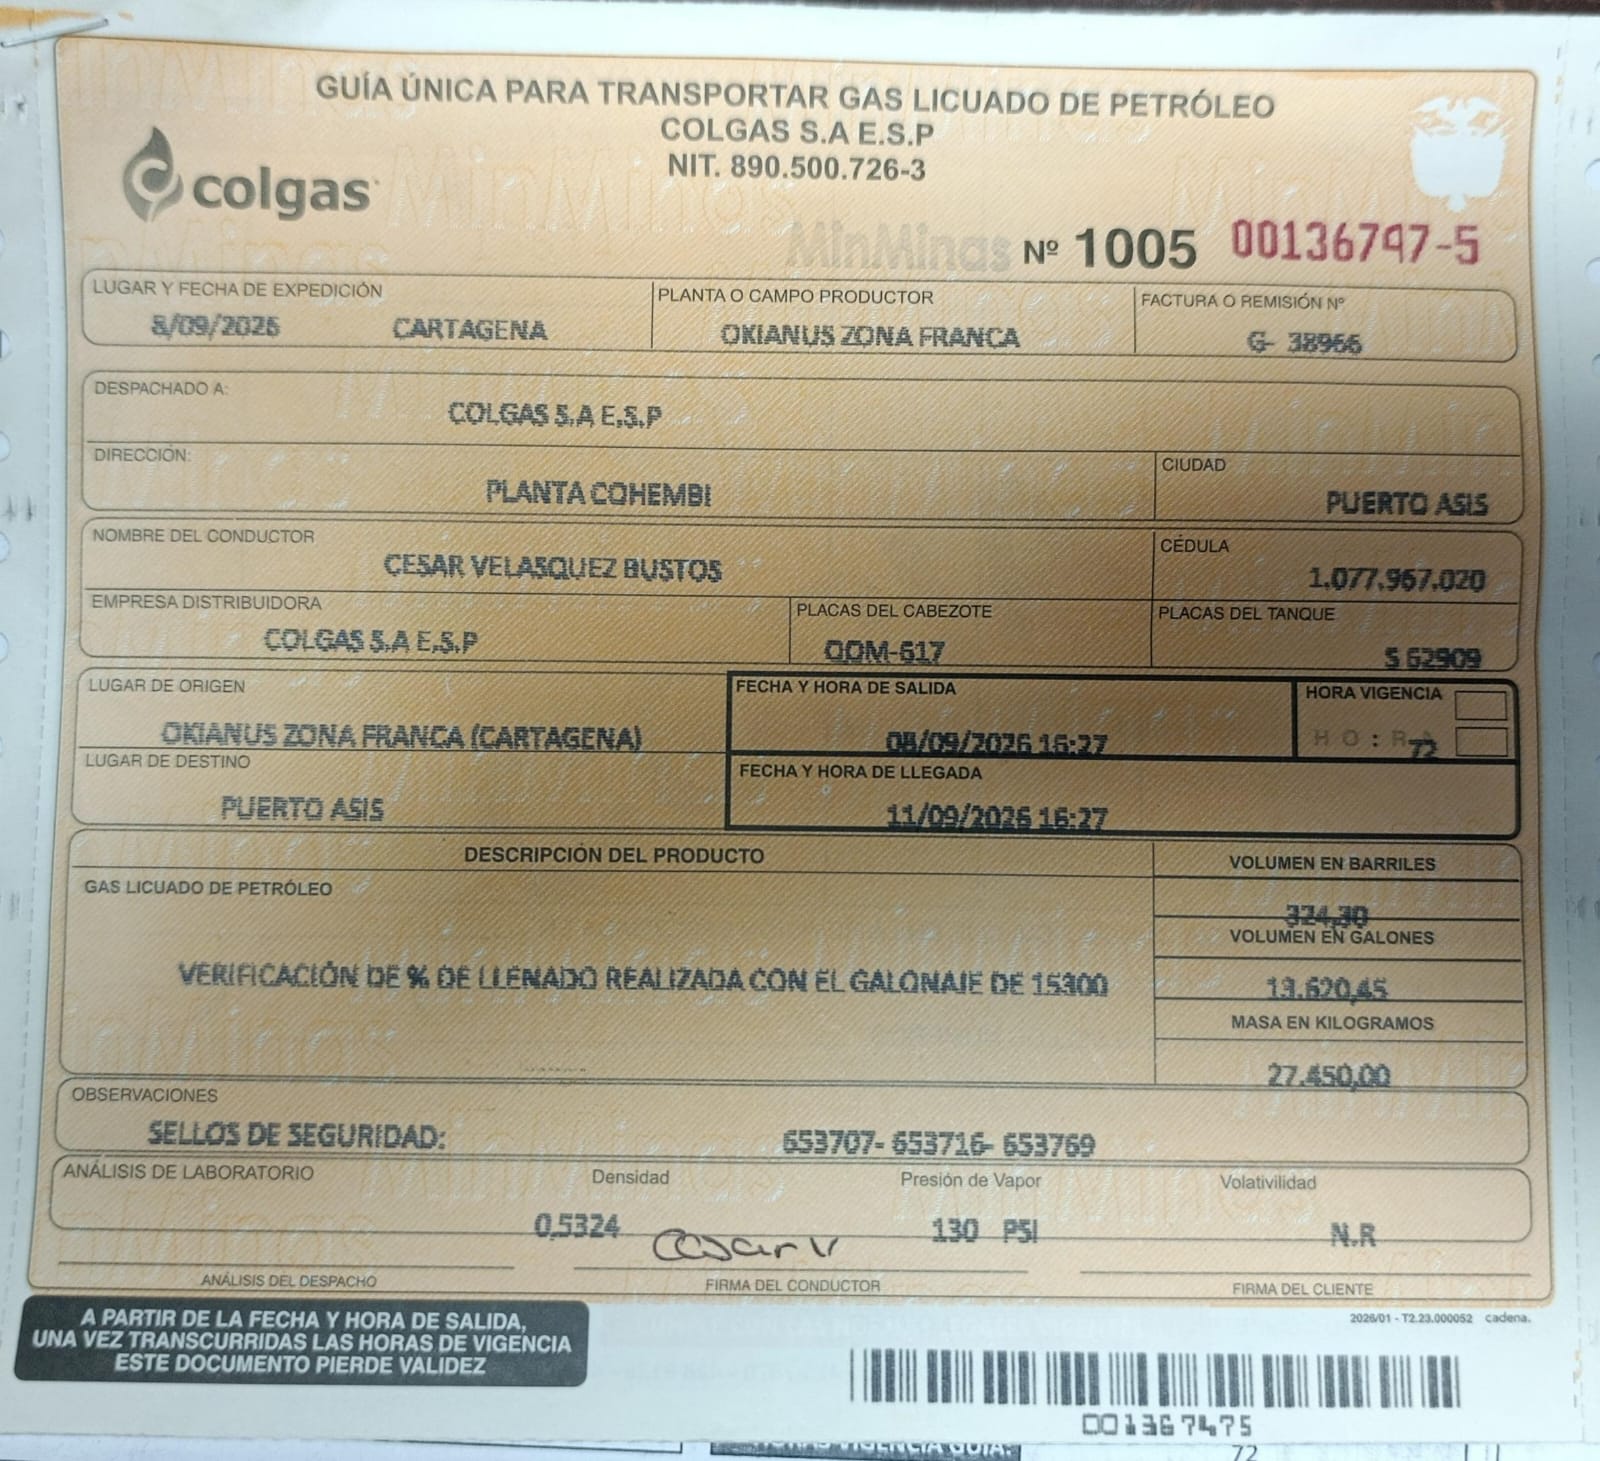 GUÍA ÚNICA PARA TRANSPORTAR GAS LICUADO DE PETRÓLEO
COLGAS S.A E.S.P
NIT. 890.500.726-3
colgas
MinMinas
Nº 1005 00136747-5
LUGAR Y FECHA DE EXPEDICIÓN
8/09/2026 CARTAGENA
PLANTA O CAMPO PRODUCTOR
OKIANUS ZONA FRANCA
FACTURA O REMISIÓN Nº
G- 38966
DESPACHADO A:
COLGAS S.A E.S.P
DIRECCIÓN:
PLANTA COHEMBI
CIUDAD
PUERTO ASIS
NOMBRE DEL CONDUCTOR
CESAR VELASQUEZ BUSTOS
CÉDULA
1.077.967.020
EMPRESA DISTRIBUIDORA
COLGAS S.A E.S.P
PLACAS DEL CABEZOTE
PLACAS DEL TANQUE
S 62909
LUGAR DE ORIGEN
OKIANUS ZONA FRANCA (CARTAGENA)
FECHA Y HORA DE SALIDA
08/09/2026 16:27
HORA VIGENCIA
HO:RA 72
LUGAR DE DESTINO
PUERTO ASIS
FECHA Y HORA DE LLEGADA
11/09/2026 16:27
DESCRIPCIÓN DEL PRODUCTO
GAS LICUADO DE PETRÓLEO
VERIFICACIÓN DE % DE LLENADO REALIZADA CON EL GALONAJE DE 15300
VOLUMEN EN BARRILES
324,30
VOLUMEN EN GALONES
13.620,45
MASA EN KILOGRAMOS
27.450,00
OBSERVACIONES
SELLOS DE SEGURIDAD: 653707- 653716- 653769
ANÁLISIS DE LABORATORIO
Densidad
0,5324
Presión de Vapor
130 PSI
Volativilidad
N.R
Cesar V
ANÁLISIS DEL DESPACHO
FIRMA DEL CONDUCTOR
FIRMA DEL CLIENTE
A PARTIR DE LA FECHA Y HORA DE SALIDA,
UNA VEZ TRANSCURRIDAS LAS HORAS DE VIGENCIA
ESTE DOCUMENTO PIERDE VALIDEZ
2026/01 - T2.23.000052 cadena.
001367475
72